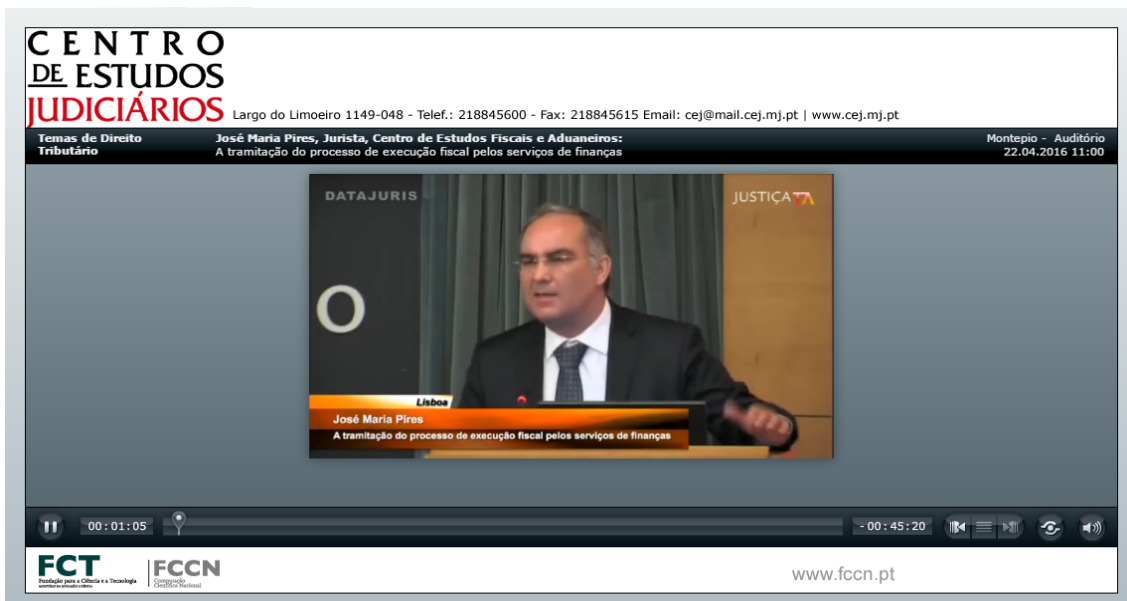 CENTRO
DE ESTUDOS
JUDICIÁRIOS
Largo do Limoeiro 1149-048 - Telef.: 218845600 - Fax: 218845615 Email: cej@mail.cej.mj.pt | www.cej.mj.pt
Temas de Direito
Tributário
José Maria Pires, Jurista, Centro de Estudos Fiscais e Aduaneiros:
A tramitação do processo de execução fiscal pelos serviços de finanças
Montepio - Auditório
22.04.2016 11:00
DATAJURIS
JUSTIÇA
O
Lisboa
José Maria Pires
A tramitação do processo de execução fiscal pelos serviços de finanças
00:01:05
-00:45:20
FCT
Fundação para a Ciência e a Tecnologia
FCCN
Computação
Científica Nacional
www.fccn.pt